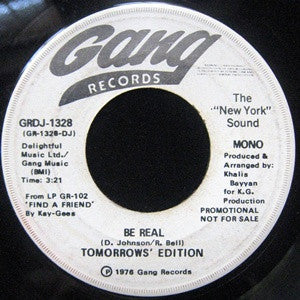 Gang
RECORDS
GRDJ-1328
(GR-1328-DJ)
Delightful
Music Ltd./
Gang Music
(BMI)
Time: 3:21
From LP GR-102
"FIND A FRIEND"
By Kay-Gees
The
"New York"
Sound
MONO
Produced &
Arranged by:
Khalis
Bayyan
for K.G.
Production
PROMOTIONAL
NOT FOR SALE
BE REAL
(D. Johnson/R. Bell)
TOMORROWS' EDITION
℗ 1976 Gang Records